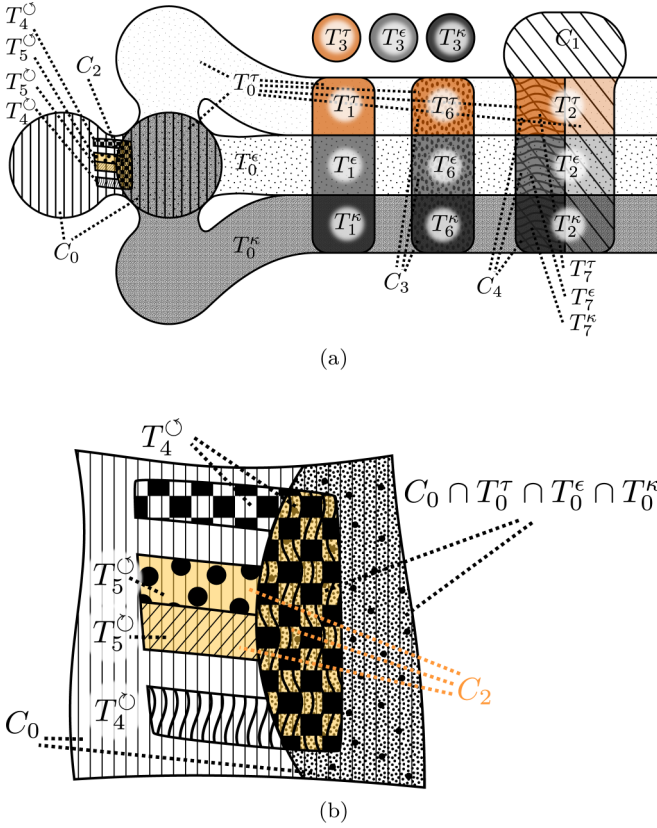 T_4^↺
T_5^↺
T_5^↻
T_4^↻
C_2
T_0^τ
T_3^τ T_3^ϵ T_3^κ
C_1
T_1^τ T_6^τ T_2^τ
T_0^ϵ T_1^ϵ T_6^ϵ T_2^ϵ
C_0 T_0^κ T_1^κ T_6^κ T_2^κ
C_3 C_4 T_7^τ
T_7^ϵ
T_7^κ
(a)
T_4^↺
C_0 ∩ T_0^τ ∩ T_0^ϵ ∩ T_0^κ
T_5^↺
T_5^↻
C_2
C_0 T_4^↻
(b)